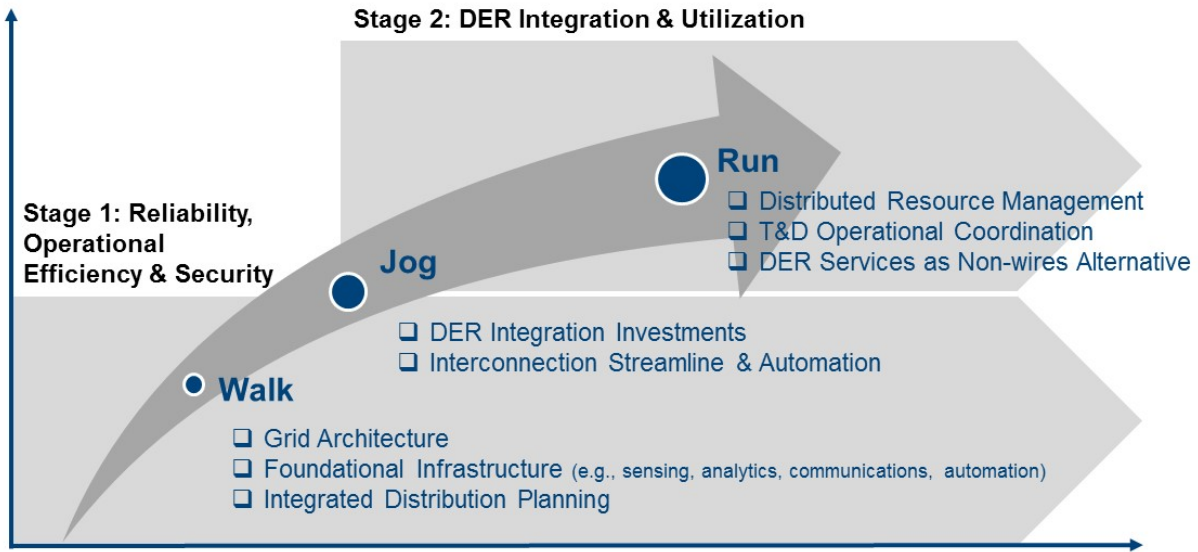 Stage 2: DER Integration & Utilization
Run
❑ Distributed Resource Management
❑ T&D Operational Coordination
❑ DER Services as Non-wires Alternative
Stage 1: Reliability,
Operational
Efficiency & Security
Jog
❑ DER Integration Investments
❑ Interconnection Streamline & Automation
Walk
❑ Grid Architecture
❑ Foundational Infrastructure (e.g., sensing, analytics, communications, automation)
❑ Integrated Distribution Planning